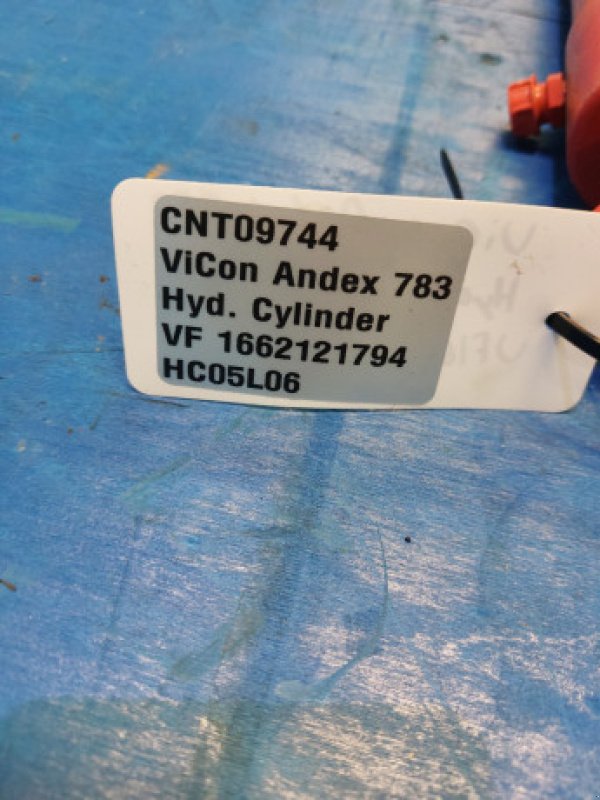 CNT09744
ViCon Andex 783
Hyd. Cylinder
VF 1662121794
HC05L06